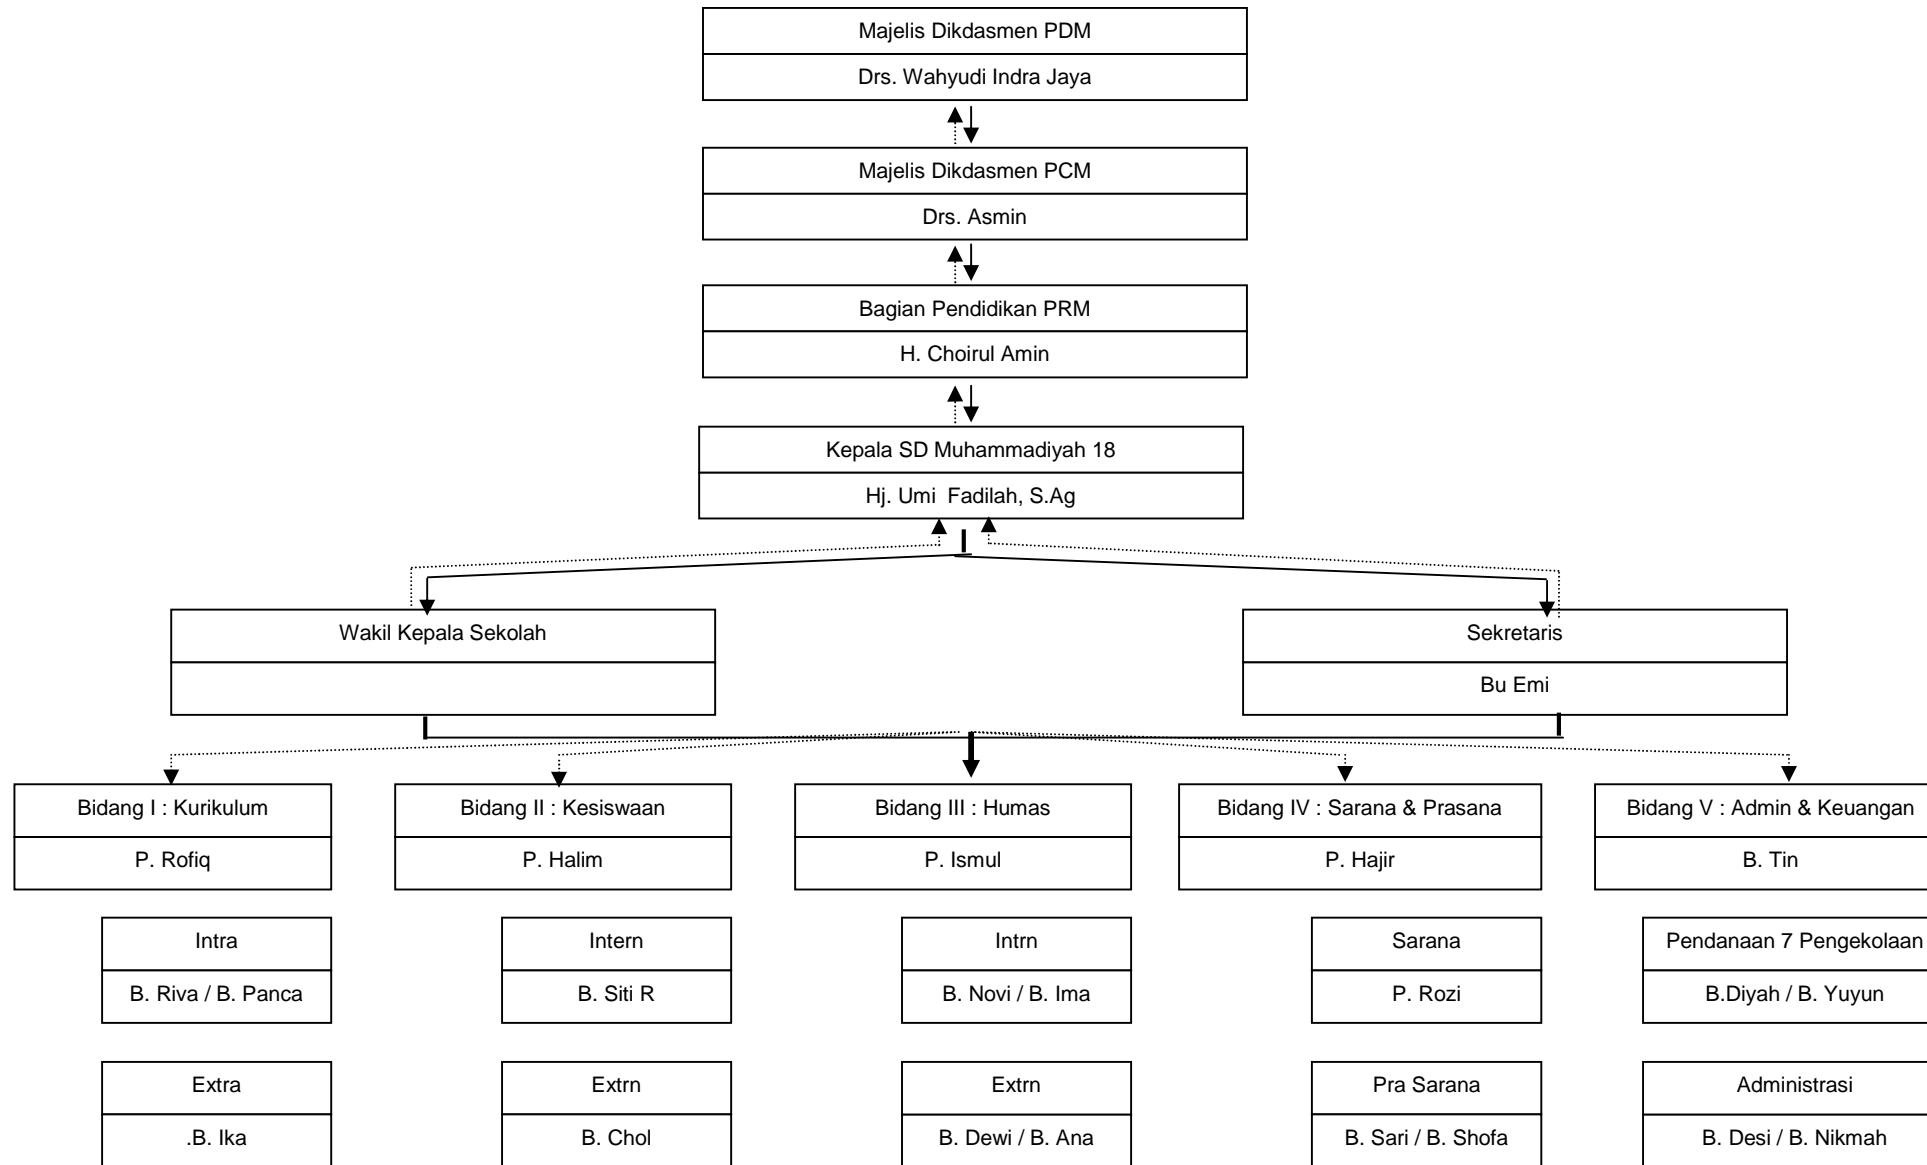 Majelis Dikdasmen PDM
Drs. Wahyudi Indra Jaya
Majelis Dikdasmen PCM
Drs. Asmin
Bagian Pendidikan PRM
H. Choirul Amin
Kepala SD Muhammadiyah 18
Hj. Umi  Fadilah, S.Ag
Wakil Kepala Sekolah
Sekretaris
Bu Emi
Bidang I : Kurikulum
P. Rofiq
Bidang II : Kesiswaan
P. Halim
Bidang III : Humas
P. Ismul
Bidang IV : Sarana & Prasana
P. Hajir
Bidang V : Admin & Keuangan
B. Tin
Intra
B. Riva / B. Panca
Intern
B. Siti R
Intrn
B. Novi / B. Ima
Sarana
P. Rozi
Pendanaan 7 Pengekolaan
B.Diyah / B. Yuyun
Extra
.B. Ika
Extrn
B. Chol
Extrn
B. Dewi / B. Ana
Pra Sarana
B. Sari / B. Shofa
Administrasi
B. Desi / B. Nikmah